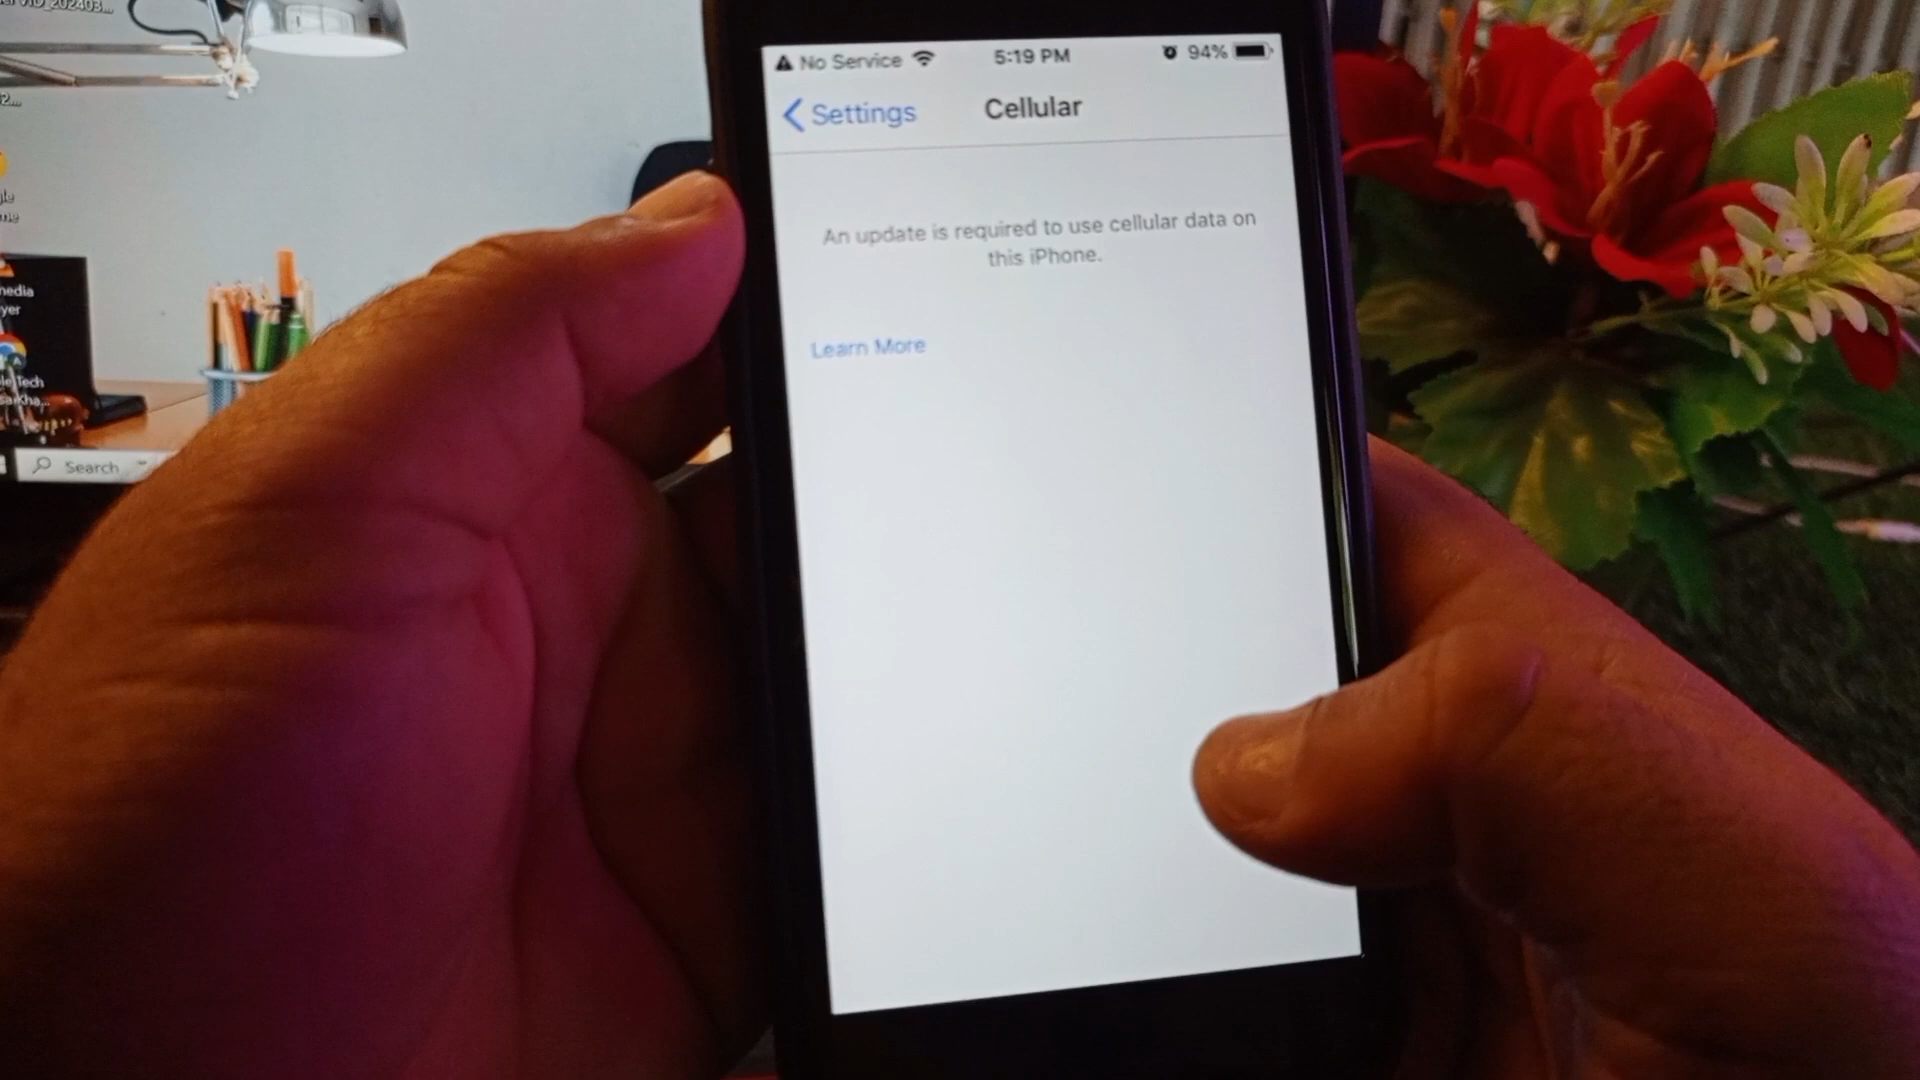 No Service 5:19 PM 94%
Settings Cellular
An update is required to use cellular data on
this iPhone.
Learn More
Search